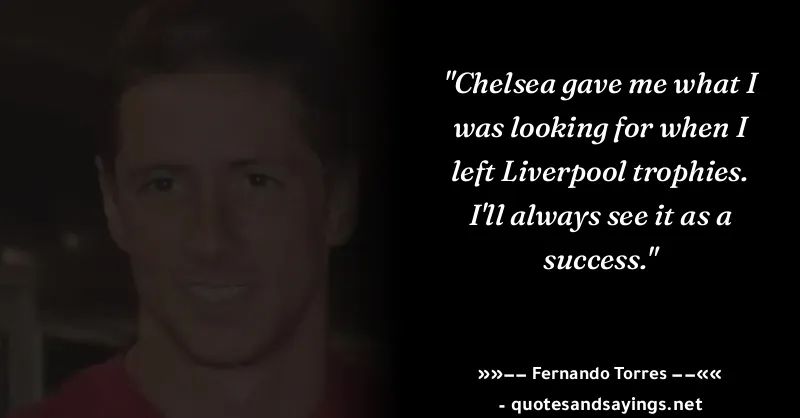 "Chelsea gave me what I
was looking for when I
left Liverpool trophies.
I'll always see it as a
success."
»»–– Fernando Torres ––««
- quotesandsayings.net